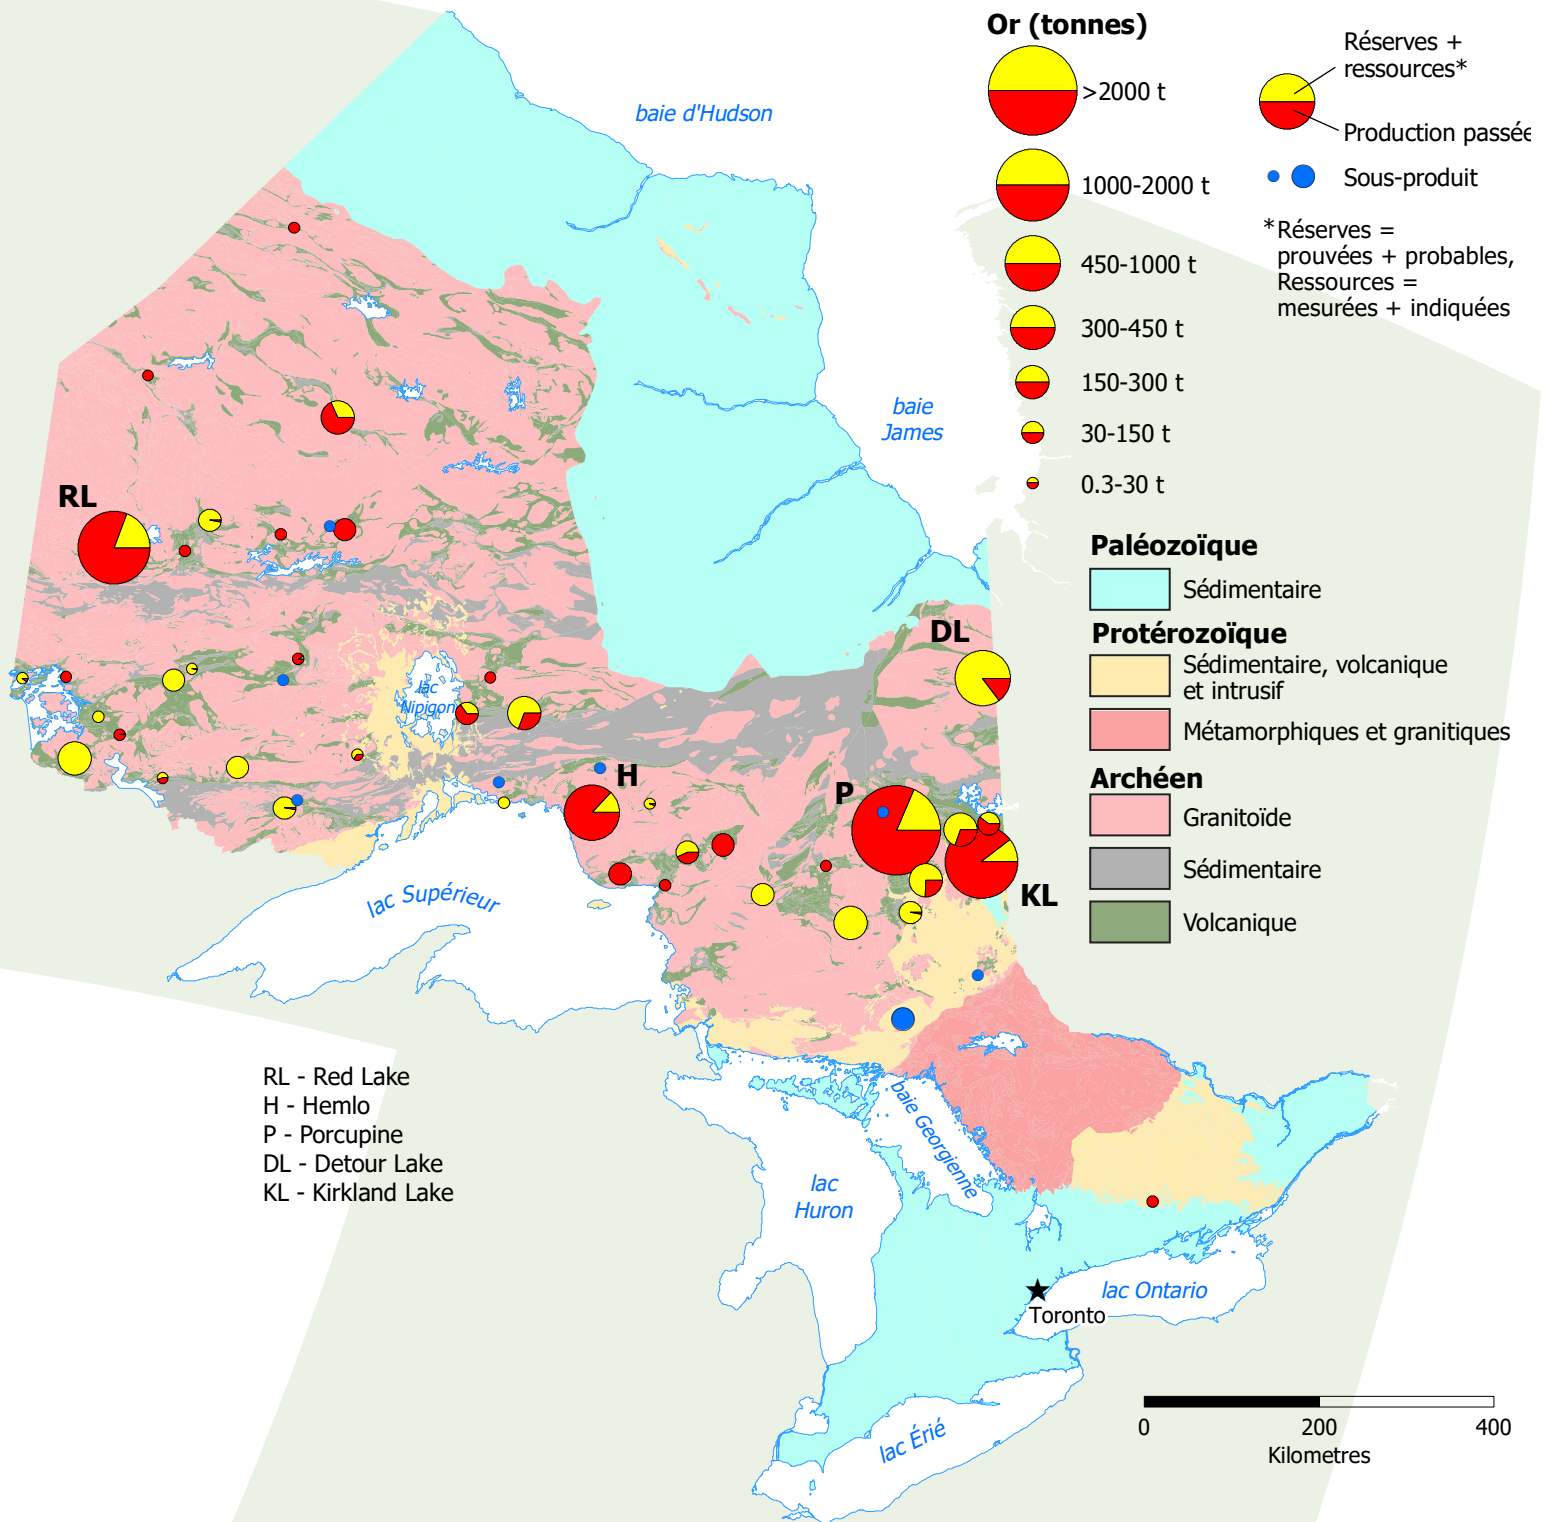 Or (tonnes)
>2000 t
1000-2000 t
450-1000 t
300-450 t
150-300 t
30-150 t
0.3-30 t
Réserves +
ressources*
Production passée
Sous-produit
*Réserves =
prouvées + probables,
Ressources =
mesurées + indiquées
Paléozoïque
Sédimentaire
Protérozoïque
Sédimentaire, volcanique
et intrusif
Métamorphiques et granitiques
Archéen
Granitoïde
Sédimentaire
Volcanique
baie d'Hudson
baie
James
RL
DL
lac
Nipigon
H
P
KL
lac Supérieur
RL - Red Lake
H - Hemlo
P - Porcupine
DL - Detour Lake
KL - Kirkland Lake
baie Georgienne
lac
Huron
lac Ontario
Toronto
lac Érié
0
200
400
Kilometres